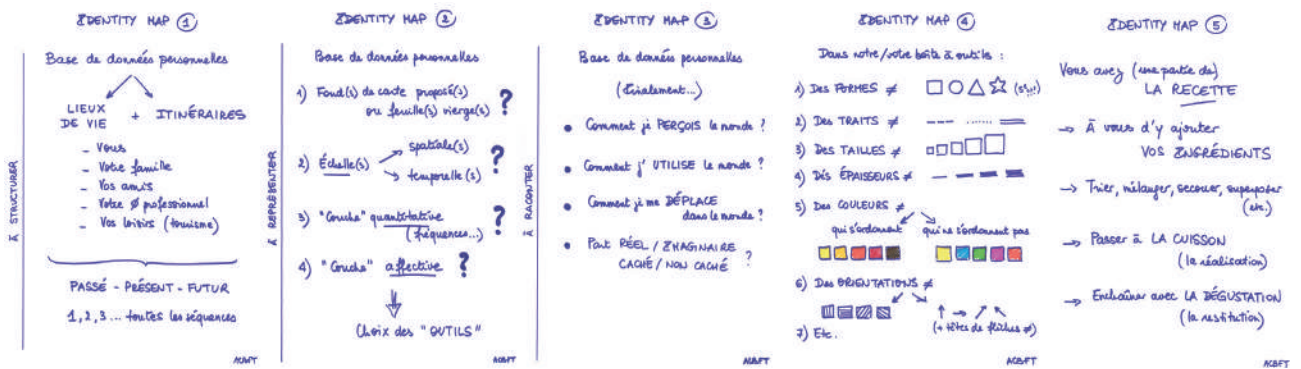 IDENTITY MAP 1
Base de données personnelles
LIEUX DE VIE + ITINÉRAIRES
- Vous
- Votre famille
- Vos amis
- Votre Ø professionnel
- Vos loisirs (tourisme)
PASSÉ - PRÉSENT - FUTUR
1, 2, 3 ... toutes les séquences
À STRUCTURER
ACBFT
IDENTITY MAP 2
Base de données personnelles
1) Fond(s) de carte proposé(s)
ou feuille(s) vierge(s) ?
2) Échelle(s) spatiale(s)
temporelle(s) ?
3) "Couche" quantitative
(fréquences...) ?
4) "Couche" affective ?
Choix des "OUTILS"
À REPRÉSENTER
ACBFT
IDENTITY MAP 3
Base de données personnelles
(finalement...)
• Comment je PERÇOIS le monde ?
• Comment j'UTILISE le monde ?
• Comment je me DÉPLACE
dans le monde ?
• Part RÉEL / IMAGINAIRE
CACHÉ / NON CACHÉ ?
À RACONTER
ACBFT
IDENTITY MAP 4
Dans notre/votre boîte à outils :
1) Des FORMES ≠
2) Des TRAITS ≠
3) Des TAILLES ≠
4) Des ÉPAISSEURS ≠
5) Des COULEURS ≠
qui s'ordonnent qui ne s'ordonnent pas
6) Des ORIENTATIONS ≠
(+ têtes de flèches ≠)
7) Etc.
ACBFT
IDENTITY MAP 5
Vous avez (une partie de)
LA RECETTE
→ À vous d'y ajouter
VOS INGRÉDIENTS
→ Trier, mélanger, secouer, superposer
(etc.)
→ Passer à LA CUISSON
(la réalisation)
→ Enchaîner avec LA DÉGUSTATION
(la restitution)
ACBFT